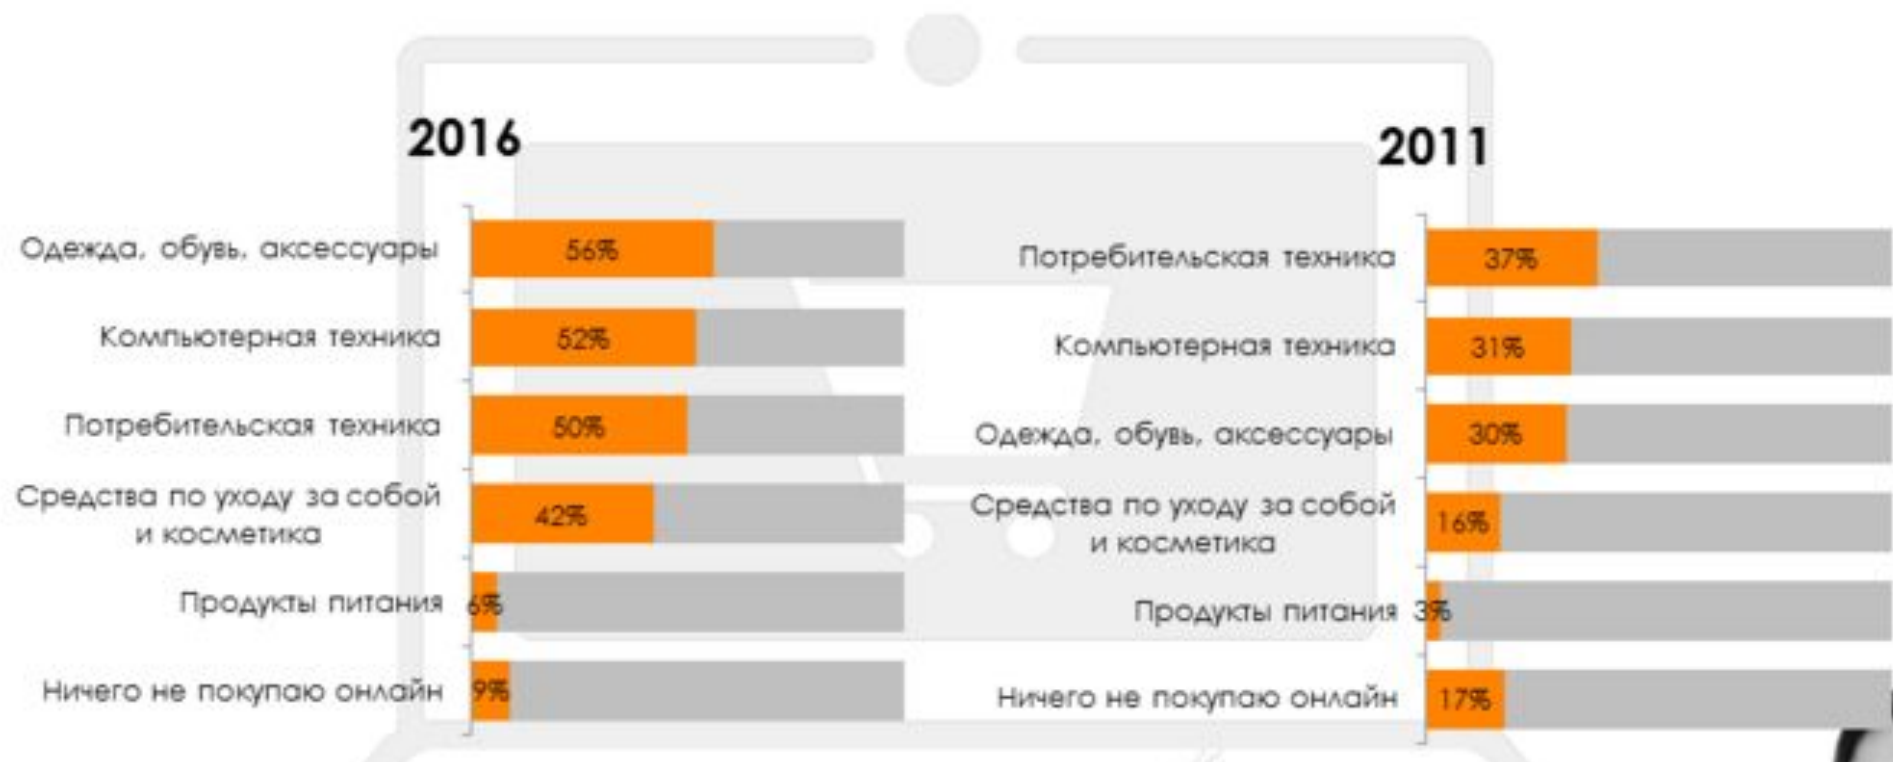 2016
Одежда, обувь, аксессуары
56%
Компьютерная техника
52%
Потребительская техника
50%
Средства по уходу за собой
и косметика
42%
Продукты питания
6%
Ничего не покупаю онлайн
9%
2011
Потребительская техника
37%
Компьютерная техника
31%
Одежда, обувь, аксессуары
30%
Средства по уходу за собой
и косметика
16%
Продукты питания
3%
Ничего не покупаю онлайн
17%